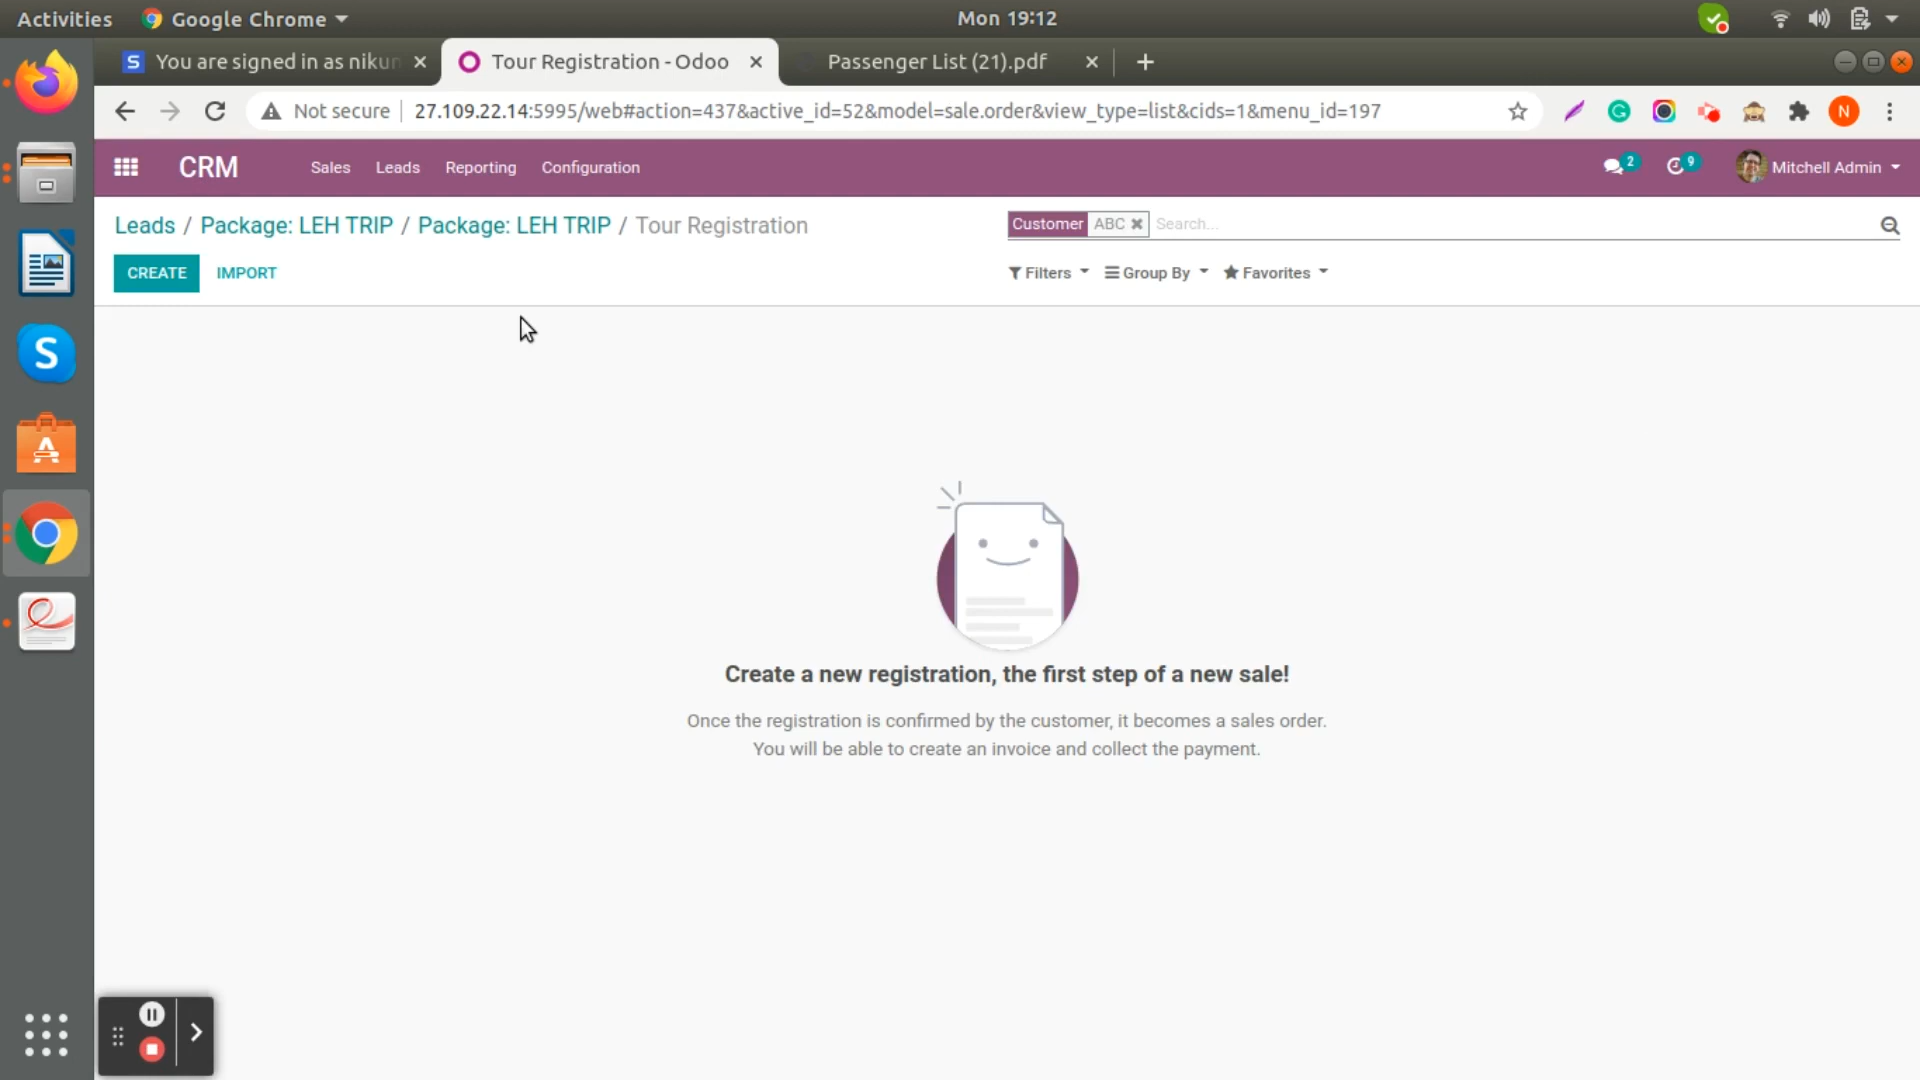 Activities Google Chrome Mon 19:12
You are signed in as nikun Tour Registration - Odoo Passenger List (21).pdf
Not secure 27.109.22.14:5995/web#action=437&active_id=52&model=sale.order&view_type=list&cids=1&menu_id=197 N
CRM Sales Leads Reporting Configuration 2 9 Mitchell Admin
Leads / Package: LEH TRIP / Package: LEH TRIP / Tour Registration Customer ABC Search...
CREATE IMPORT Filters Group By Favorites
Create a new registration, the first step of a new sale!
Once the registration is confirmed by the customer, it becomes a sales order.
You will be able to create an invoice and collect the payment.